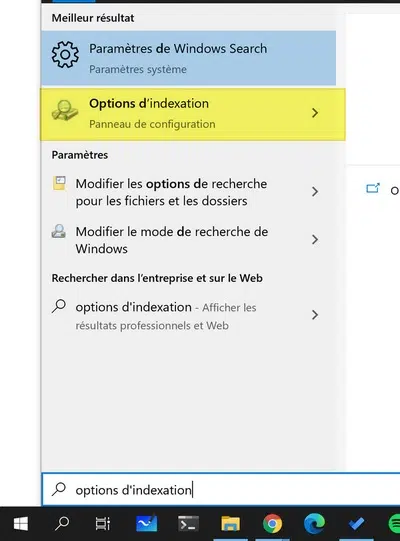 Meilleur résultat
Paramètres de Windows Search
Paramètres système
Options d'indexation
Panneau de configuration
Paramètres
Modifier les options de recherche
pour les fichiers et les dossiers
Modifier le mode de recherche de
Windows
Rechercher dans l'entreprise et sur le Web
options d'indexation - Afficher les
résultats professionnels et Web
options d'indexation